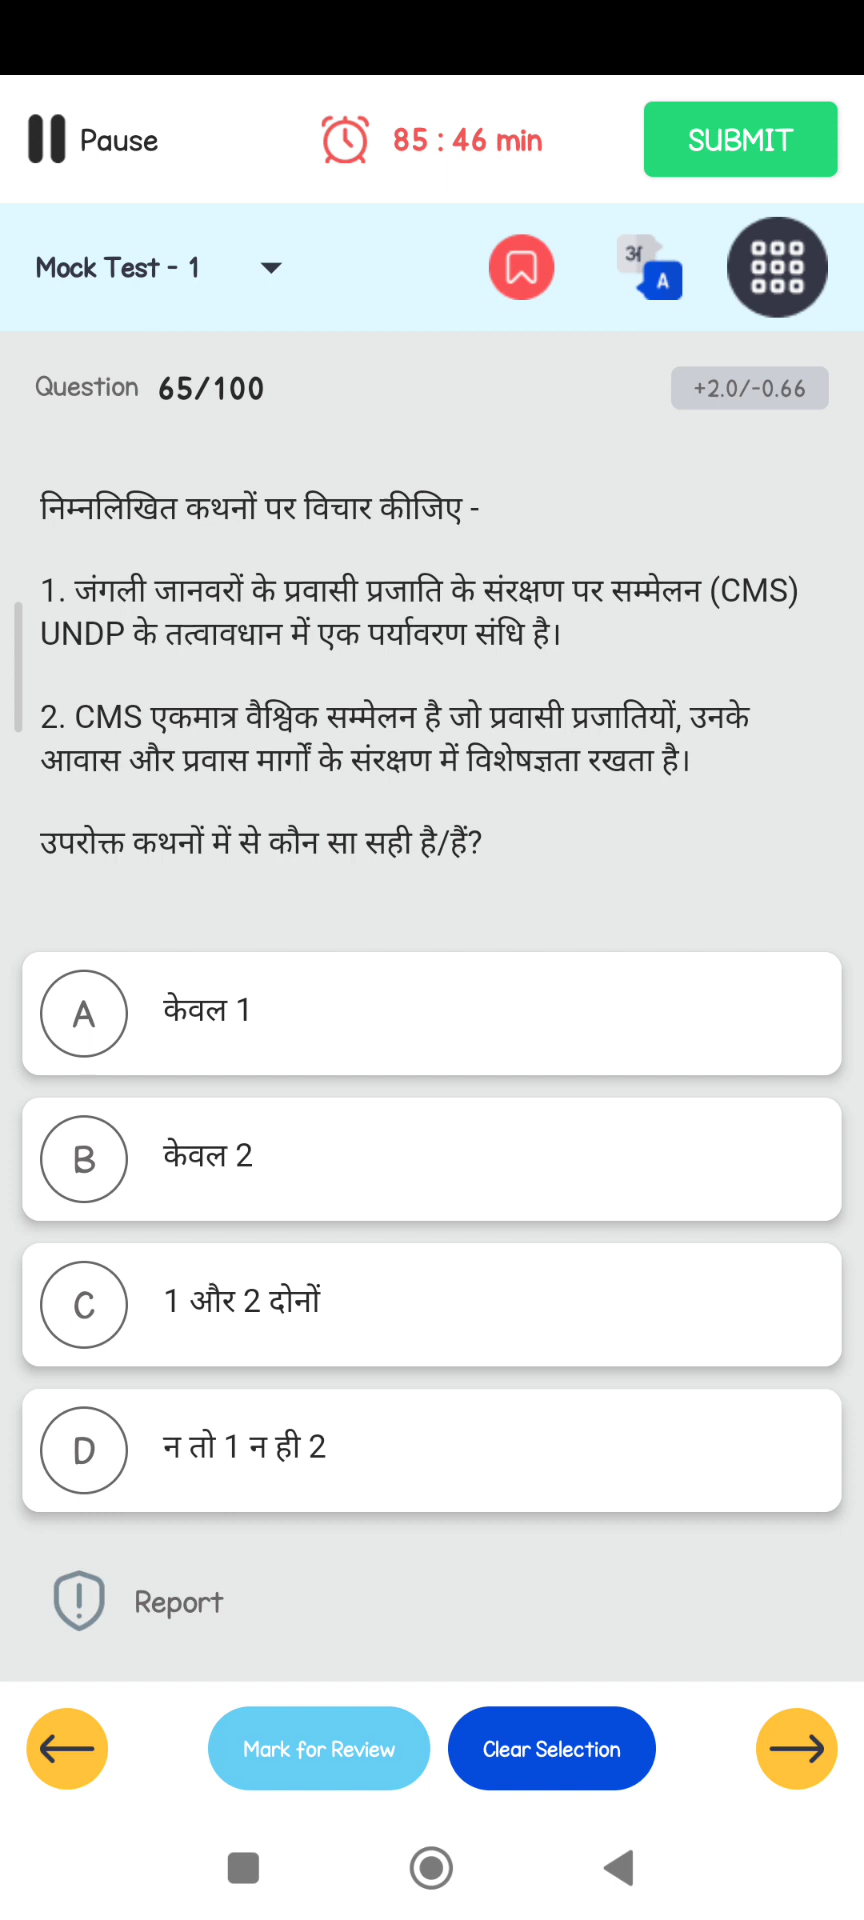 Pause
85 : 46 min
SUBMIT
Mock Test - 1
अ
A
Question 65/100
+2.0/-0.66
निम्नलिखित कथनों पर विचार कीजिए -
1. जंगली जानवरों के प्रवासी प्रजाति के संरक्षण पर सम्मेलन (CMS)
UNDP के तत्वावधान में एक पर्यावरण संधि है।
2. CMS एकमात्र वैश्विक सम्मेलन है जो प्रवासी प्रजातियों, उनके
आवास और प्रवास मार्गों के संरक्षण में विशेषज्ञता रखता है।
उपरोक्त कथनों में से कौन सा सही है/हैं?
A केवल 1
B केवल 2
C 1 और 2 दोनों
D न तो 1 न ही 2
Report
Mark for Review
Clear Selection